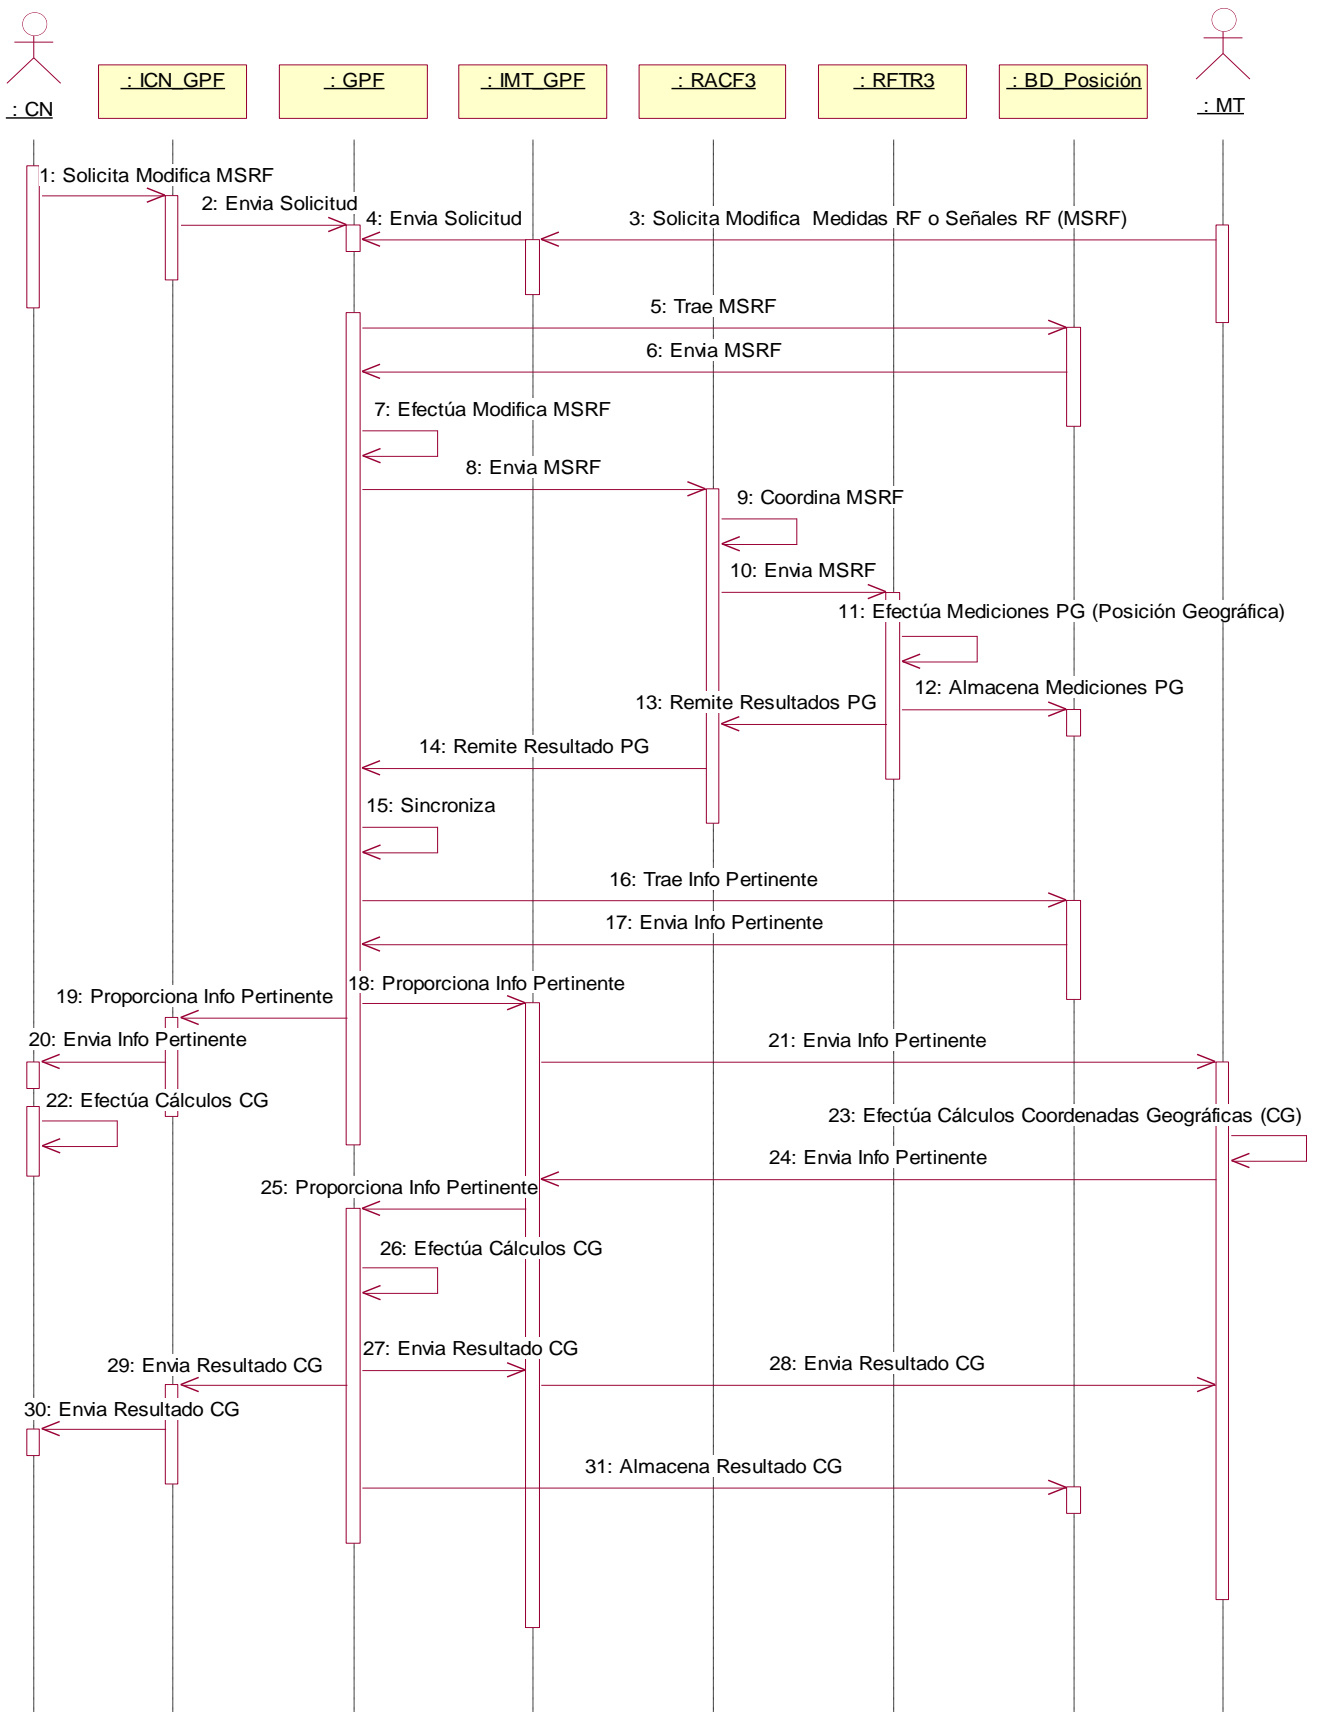 : CN
: ICN_GPF
: GPF
: IMT_GPF
: RACF3
: RFTR3
: BD_Posición
: MT
1: Solicita Modifica MSRF
2: Envia Solicitud
4: Envia Solicitud
3: Solicita Modifica Medidas RF o Señales RF (MSRF)
5: Trae MSRF
6: Envia MSRF
7: Efectúa Modifica MSRF
8: Envia MSRF
9: Coordina MSRF
10: Envia MSRF
11: Efectúa Mediciones PG (Posición Geográfica)
12: Almacena Mediciones PG
13: Remite Resultados PG
14: Remite Resultado PG
15: Sincroniza
16: Trae Info Pertinente
17: Envia Info Pertinente
18: Proporciona Info Pertinente
19: Proporciona Info Pertinente
20: Envia Info Pertinente
21: Envia Info Pertinente
22: Efectúa Cálculos CG
23: Efectúa Cálculos Coordenadas Geográficas (CG)
24: Envia Info Pertinente
25: Proporciona Info Pertinente
26: Efectúa Cálculos CG
27: Envia Resultado CG
29: Envia Resultado CG
28: Envia Resultado CG
30: Envia Resultado CG
31: Almacena Resultado CG